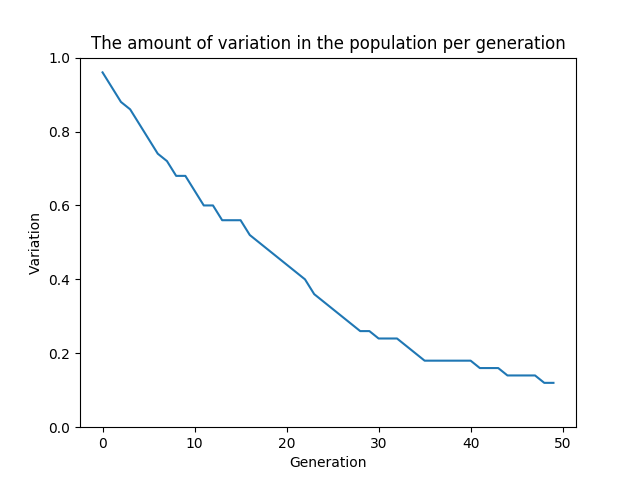 The amount of variation in the population per generation
1.0
0.8
0.6
0.4
0.2
0.0
Variation
0 10 20 30 40 50
Generation